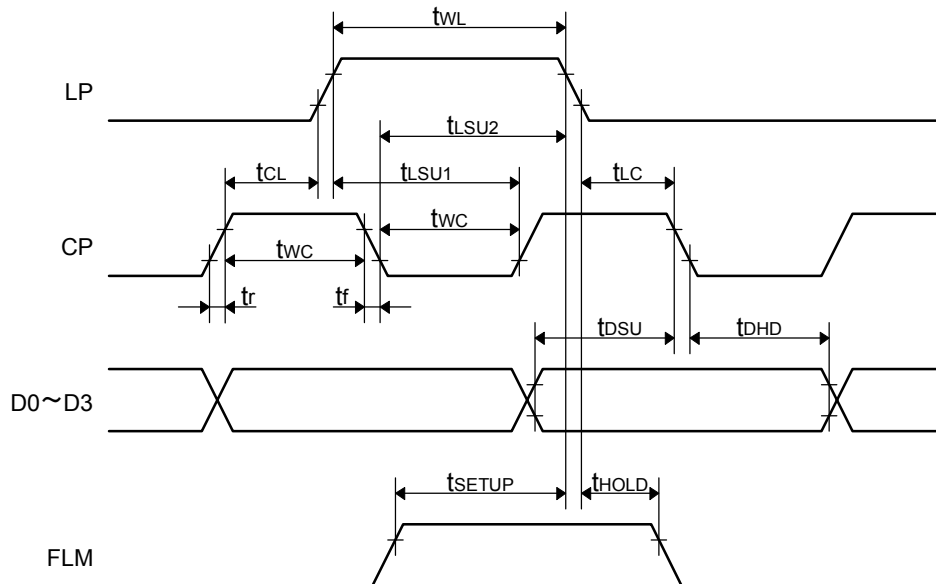 tWL
LP
tLSU2
tCL
tLSU1
tLC
tWC
CP
tWC
tr
tf
tDSU
tDHD
D0～D3
tSETUP
tHOLD
FLM